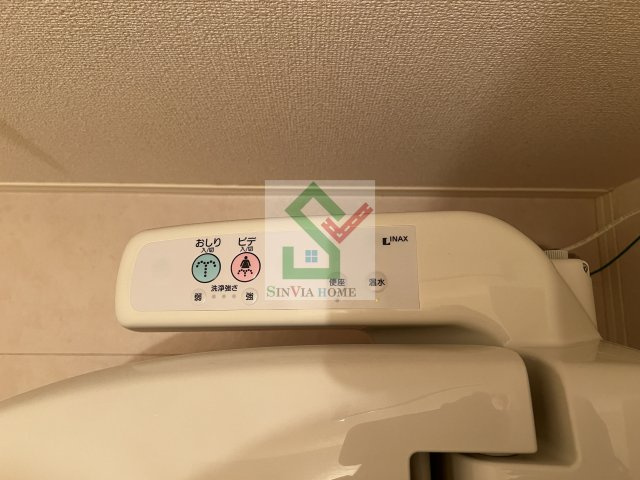 おしり
入/切
ビデ
入/切
洗浄強さ
弱
強
便座
温水
INAX
SINVIA HOME